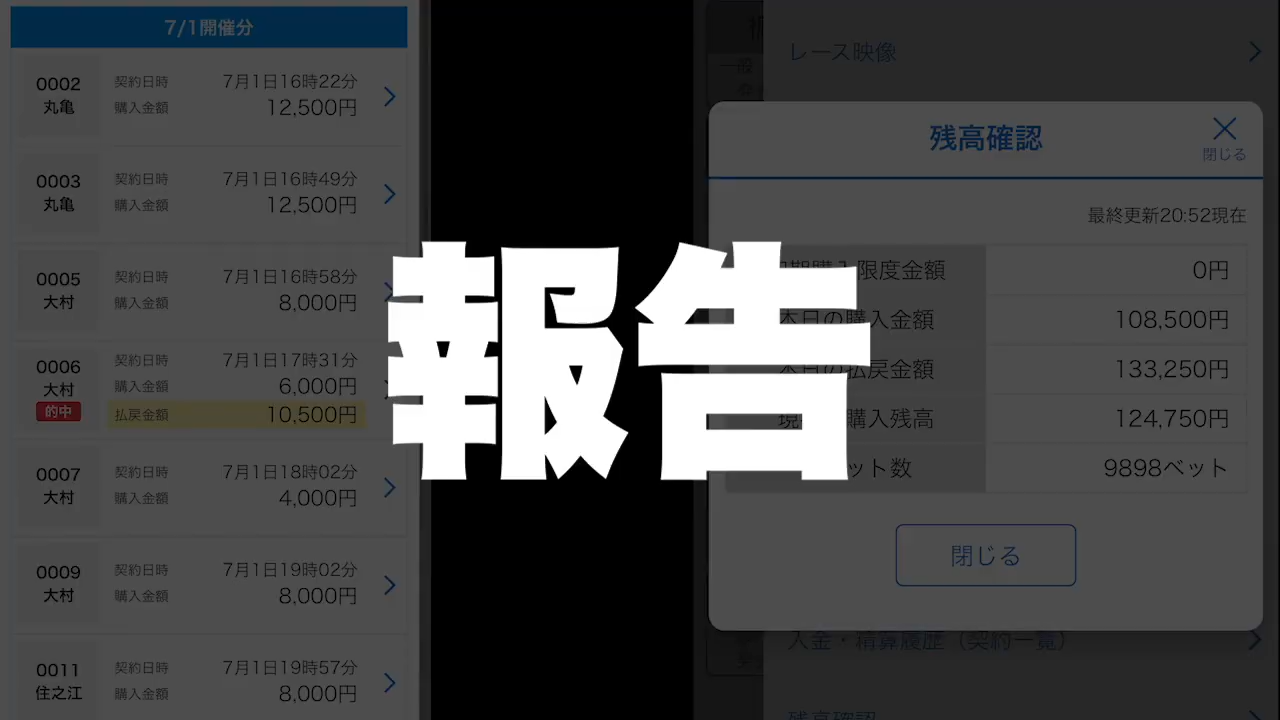 7/1開催分
0002
丸亀
契約日時
7月1日16時22分
購入金額
12,500円
0003
丸亀
契約日時
7月1日16時49分
購入金額
12,500円
0005
大村
契約日時
7月1日16時58分
購入金額
8,000円
0006
大村
的中
契約日時
7月1日17時31分
購入金額
6,000円
払戻金額
10,500円
0007
大村
契約日時
7月1日18時02分
購入金額
4,000円
0009
大村
契約日時
7月1日19時02分
購入金額
8,000円
0011
住之江
契約日時
7月1日19時57分
購入金額
8,000円
報告
一般
レース映像
残高確認
閉じる
最終更新20:52現在
限度金額
0円
本日の購入金額
108,500円
本日の払戻金額
133,250円
購入残高
124,750円
ット数
9898ベット
閉じる
入金・精算履歴（契約一覧）
残高確認